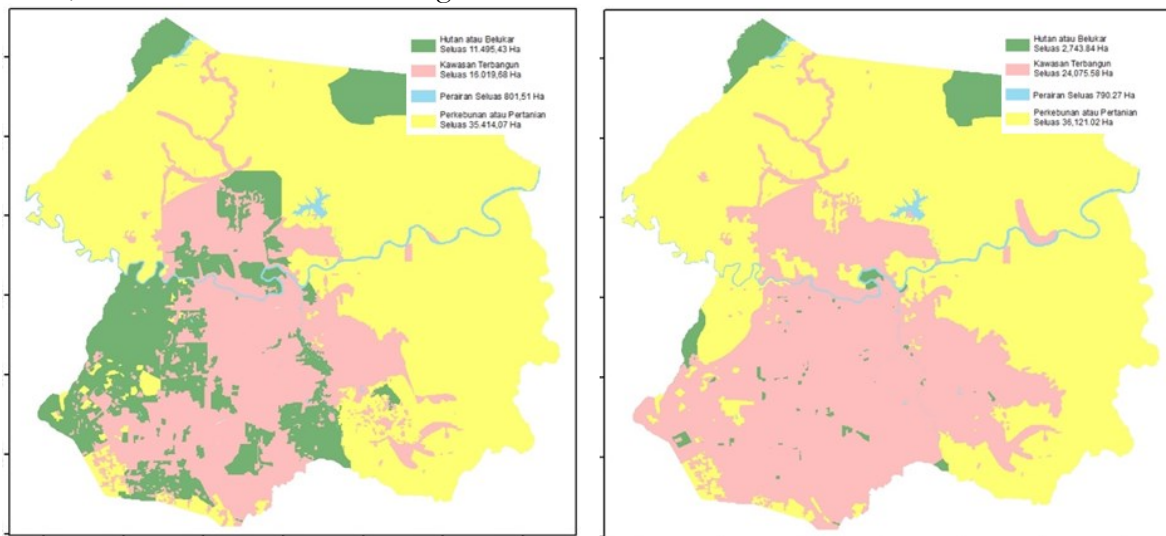 Hutan atau Belukar
Seluas 11.495,43 Ha
Kawasan Terbangun
Seluas 16.019,68 Ha
Perairan Seluas 801,51 Ha
Perkebunan atau Pertanian
Seluas 35.414,07 Ha
Hutan atau Belukar
Seluas 2,743.84 Ha
Kawasan Terbangun
Seluas 24,075.58 Ha
Perairan Seluas 790.27 Ha
Perkebunan atau Pertanian
Seluas 36,121.02 Ha